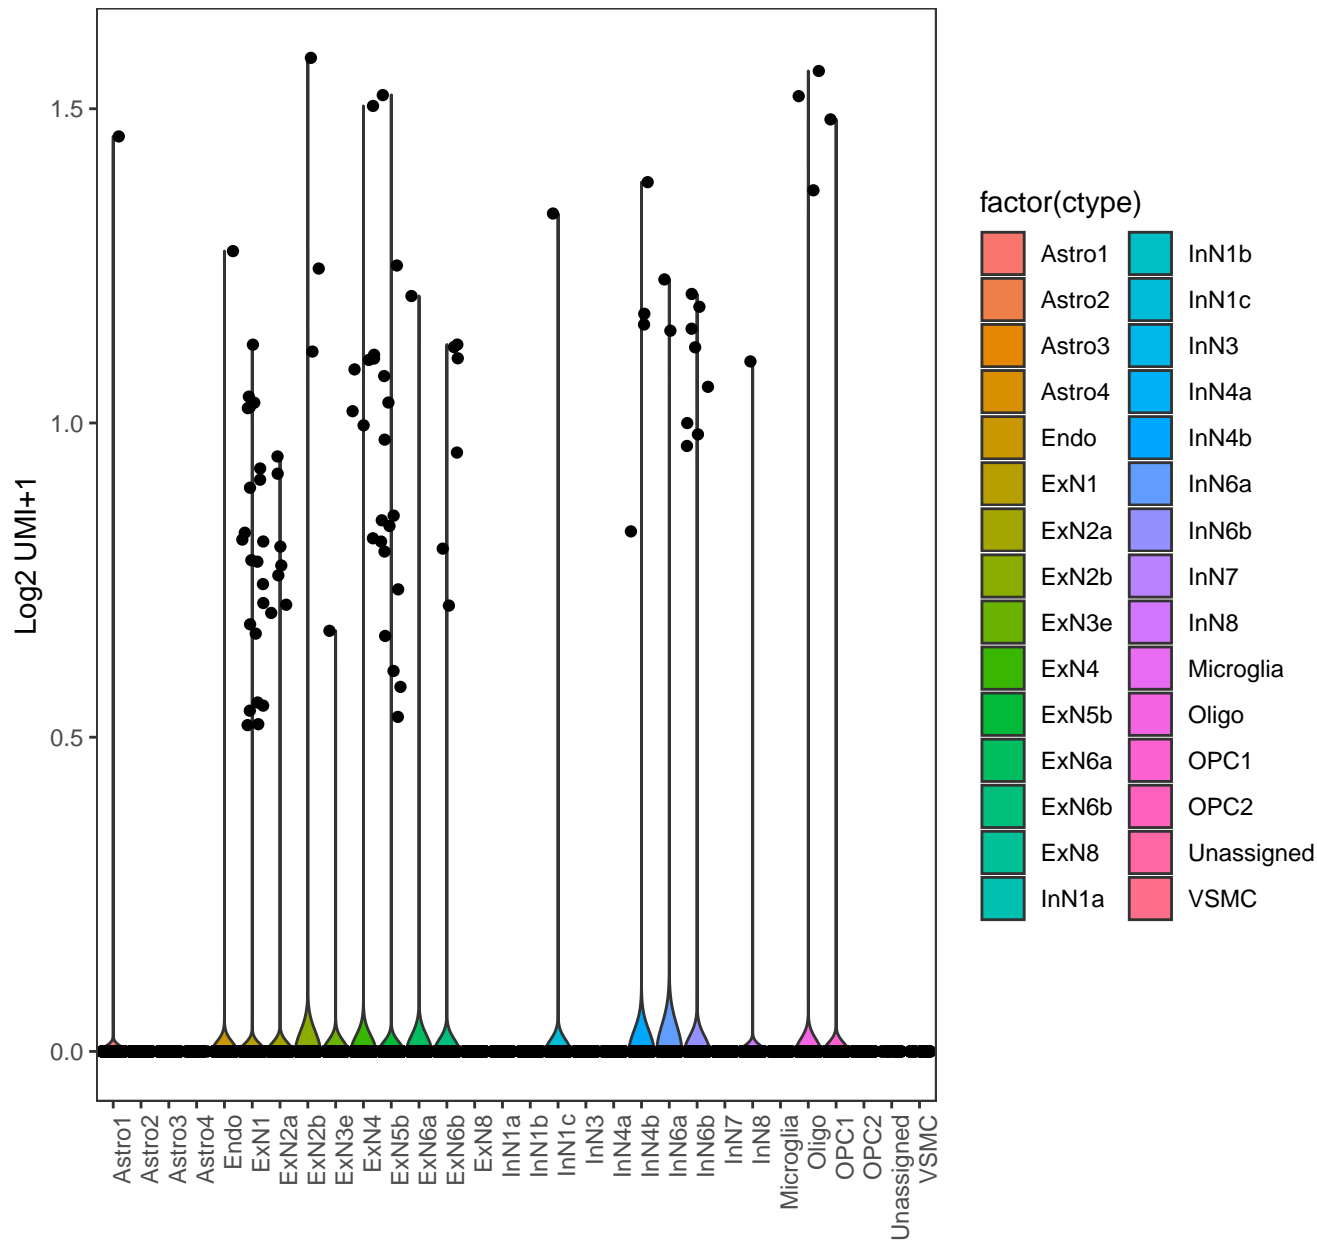 1.5
1.0
0.5
0.0
Log2 UMI+1
Astro1
Astro2
Astro3
Astro4
Endo
ExN1
ExN2a
ExN2b
ExN3e
ExN4
ExN5b
ExN6a
ExN6b
ExN8
InN1a
InN1b
InN1c
InN3
InN4a
InN4b
InN6a
InN6b
InN7
InN8
Microglia
Oligo
OPC1
OPC2
Unassigned
VSMC
factor(ctype)
Astro1
Astro2
Astro3
Astro4
Endo
ExN1
ExN2a
ExN2b
ExN3e
ExN4
ExN5b
ExN6a
ExN6b
ExN8
InN1a
InN1b
InN1c
InN3
InN4a
InN4b
InN6a
InN6b
InN7
InN8
Microglia
Oligo
OPC1
OPC2
Unassigned
VSMC